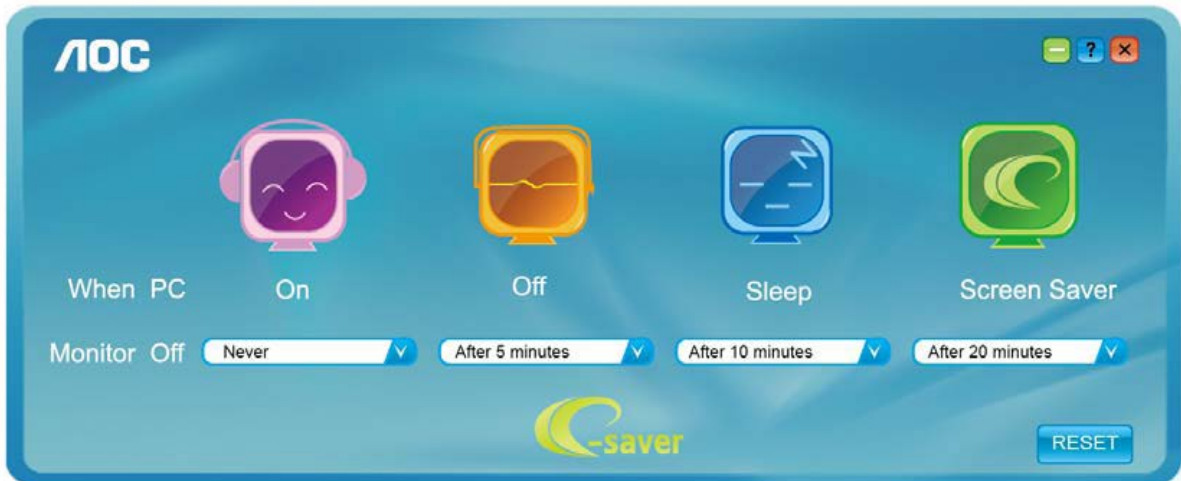 AOC
?
When PC On Off Sleep Screen Saver
Monitor Off Never After 5 minutes After 10 minutes After 20 minutes
e-saver
RESET